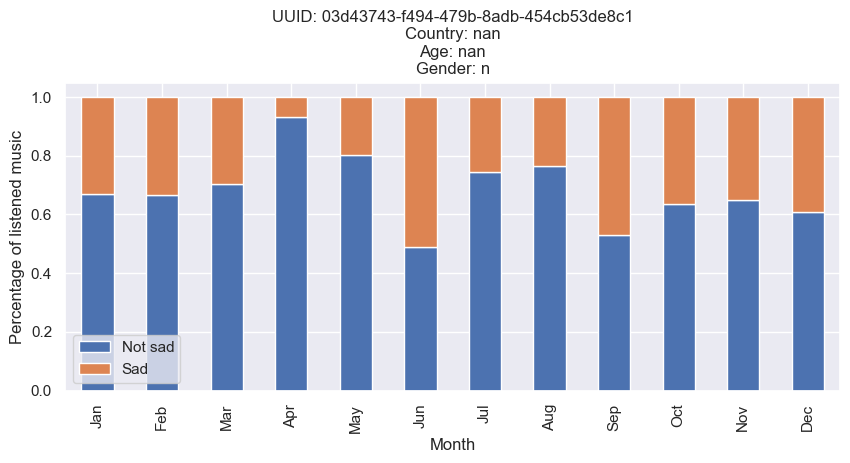 UUID: 03d43743-f494-479b-8adb-454cb53de8c1
Country: nan
Age: nan
Gender: n
Percentage of listened music
1.0
0.8
0.6
0.4
0.2
0.0
Not sad
Sad
Jan Feb Mar Apr May Jun Jul Aug Sep Oct Nov Dec
Month